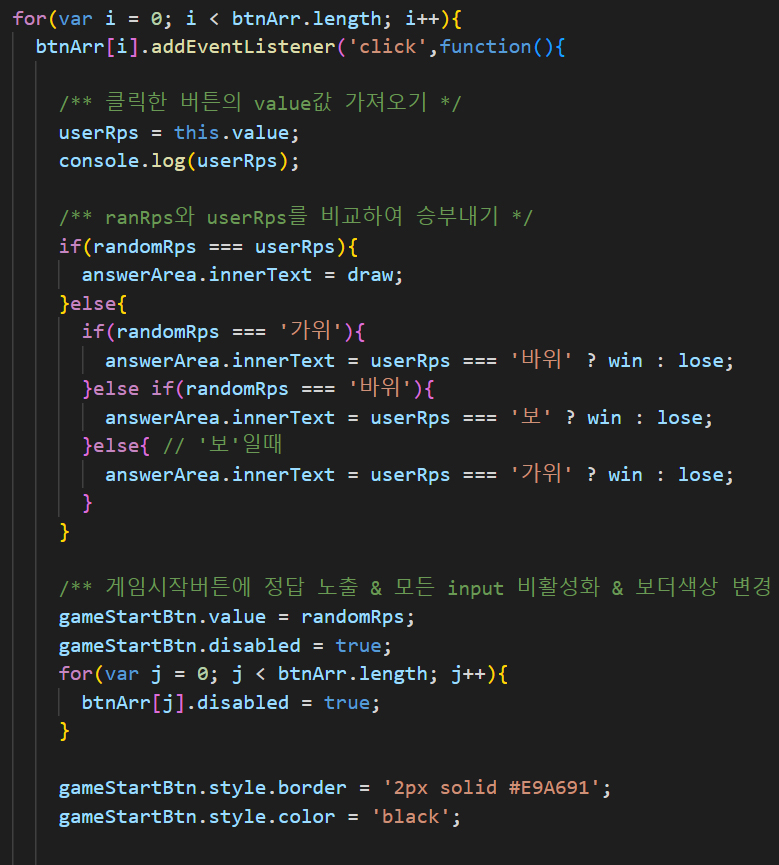 for(var i = 0; i < btnArr.length; i++){
btnArr[i].addEventListener('click',function(){
/** 클릭한 버튼의 value값 가져오기 */
userRps = this.value;
console.log(userRps);
/** ranRps와 userRps를 비교하여 승부내기 */
if(randomRps === userRps){
answerArea.innerText = draw;
}else{
if(randomRps === '가위'){
answerArea.innerText = userRps === '바위' ? win : lose;
}else if(randomRps === '바위'){
answerArea.innerText = userRps === '보' ? win : lose;
}else{ // '보'일때
answerArea.innerText = userRps === '가위' ? win : lose;
}
}
/** 게임시작버튼에 정답 노출 & 모든 input 비활성화 & 보더색상 변경
gameStartBtn.value = randomRps;
gameStartBtn.disabled = true;
for(var j = 0; j < btnArr.length; j++){
btnArr[j].disabled = true;
}
gameStartBtn.style.border = '2px solid #E9A691';
gameStartBtn.style.color = 'black';